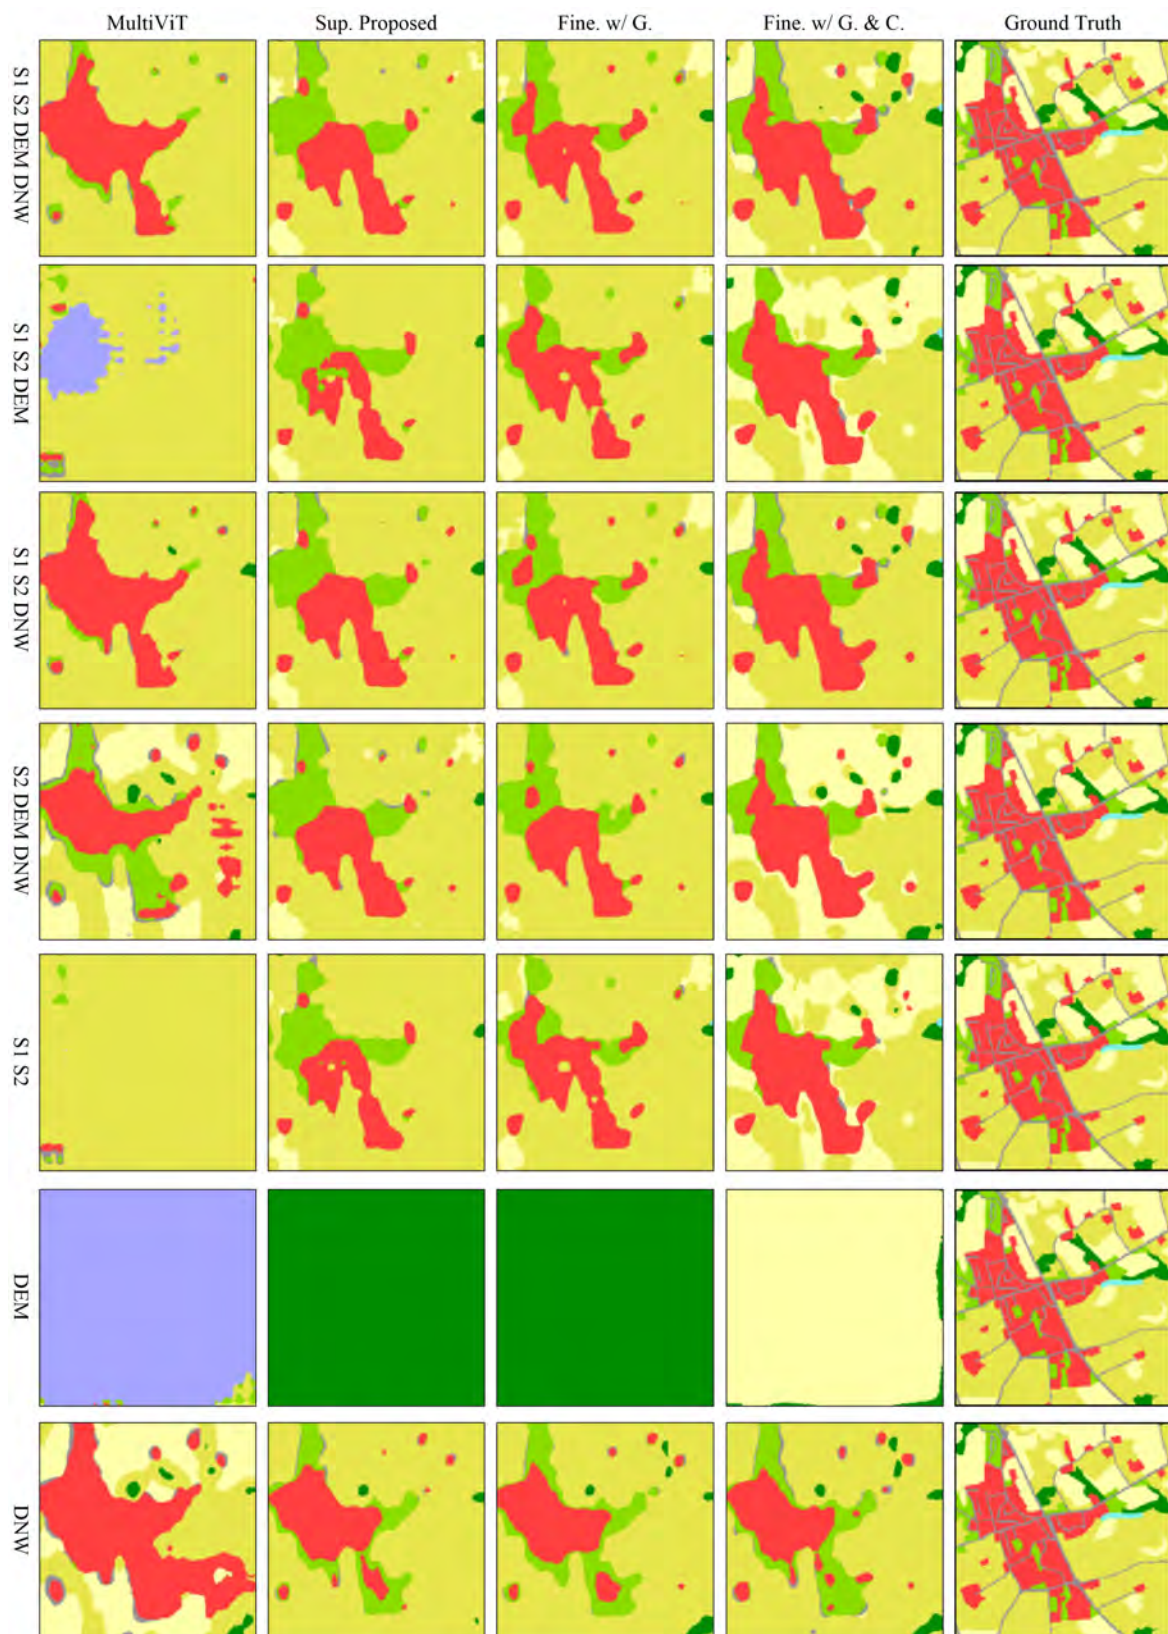 MultiViT Sup. Proposed Fine. w/ G. Fine. w/ G. & C. Ground Truth
S1 S2 DEM DNW
S1 S2 DEM
S1 S2 DNW
S2 DEM DNW
S1 S2
DEM
DNW